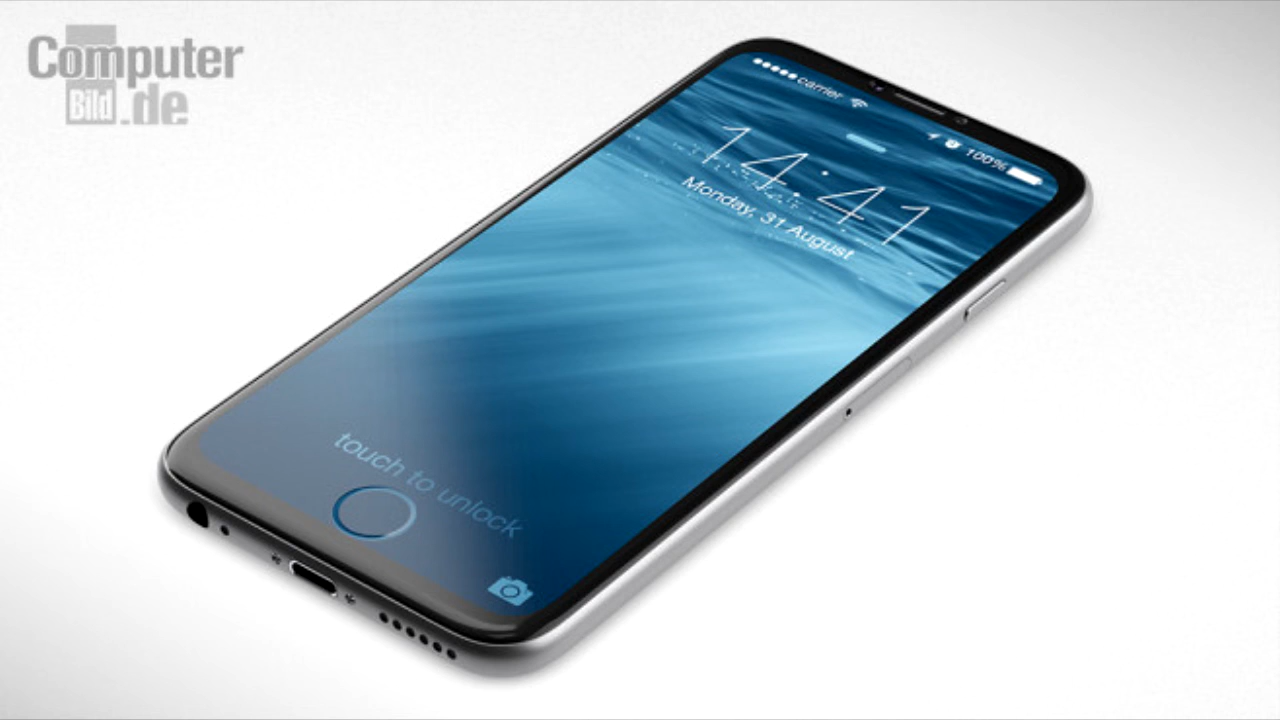 Computer
Bild.de
carrier
100%
14:41
Monday, 31 August
touch to unlock